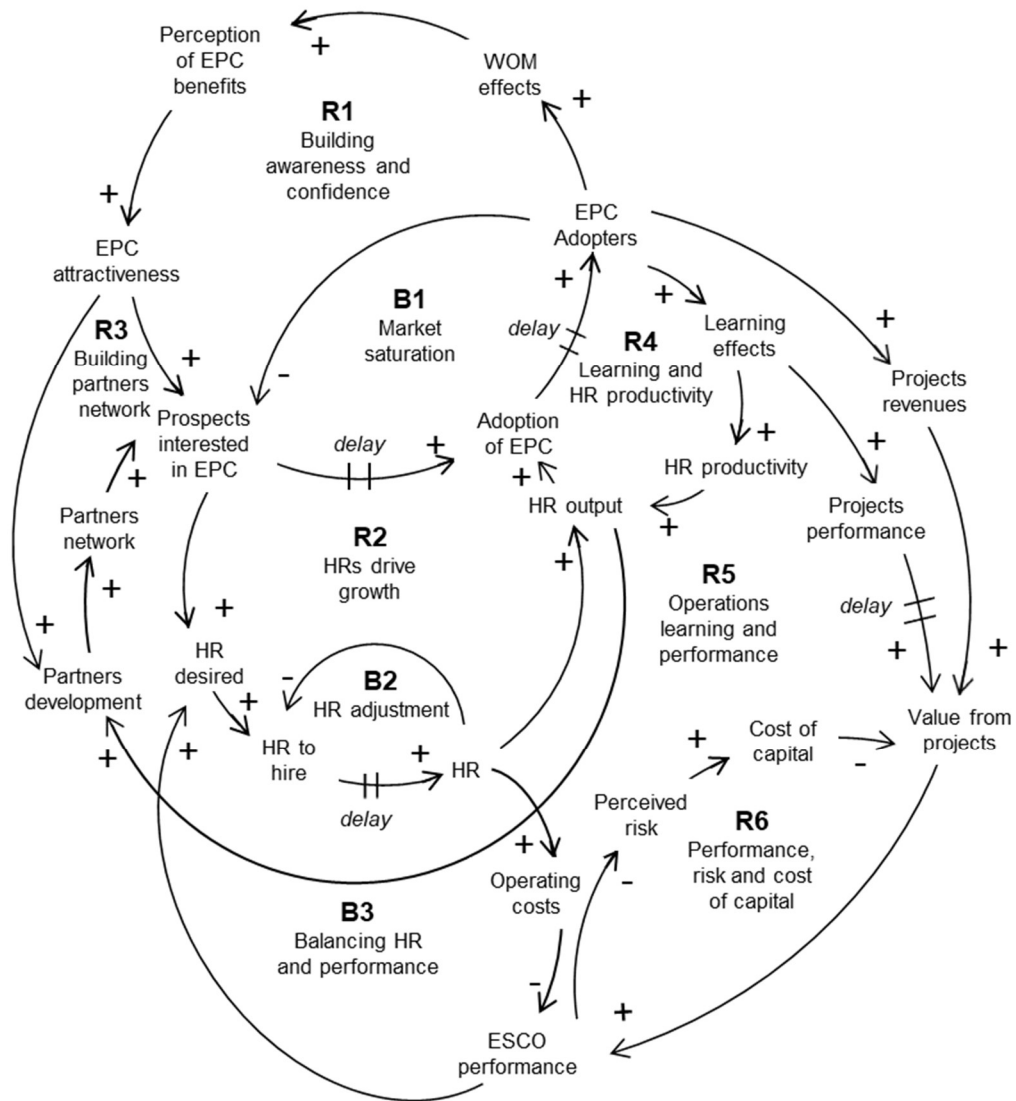 Perception
of EPC
benefits
+
WOM
effects
+
R1
Building
awareness and
confidence
+
EPC
attractiveness
EPC
Adopters
R3
Building
partners
network
+
B1
Market
saturation
-
+
delay
+
Learning
effects
+
R4
Learning and
HR productivity
Projects
revenues
Prospects
interested
in EPC
delay
+
Adoption
of EPC
+
HR productivity
+
Projects
performance
+
Partners
network
+
+
HR output
+
R2
HRs drive
growth
+
R5
Operations
learning and
performance
delay
+
+
+
+
Partners
development
+
HR
desired
+
-
B2
HR adjustment
HR to
hire
delay
+
HR
+
+
Cost of
capital
-
Value from
projects
Perceived
risk
-
R6
Performance,
risk and cost
of capital
+
Operating
costs
B3
Balancing HR
and performance
-
+
ESCO
performance